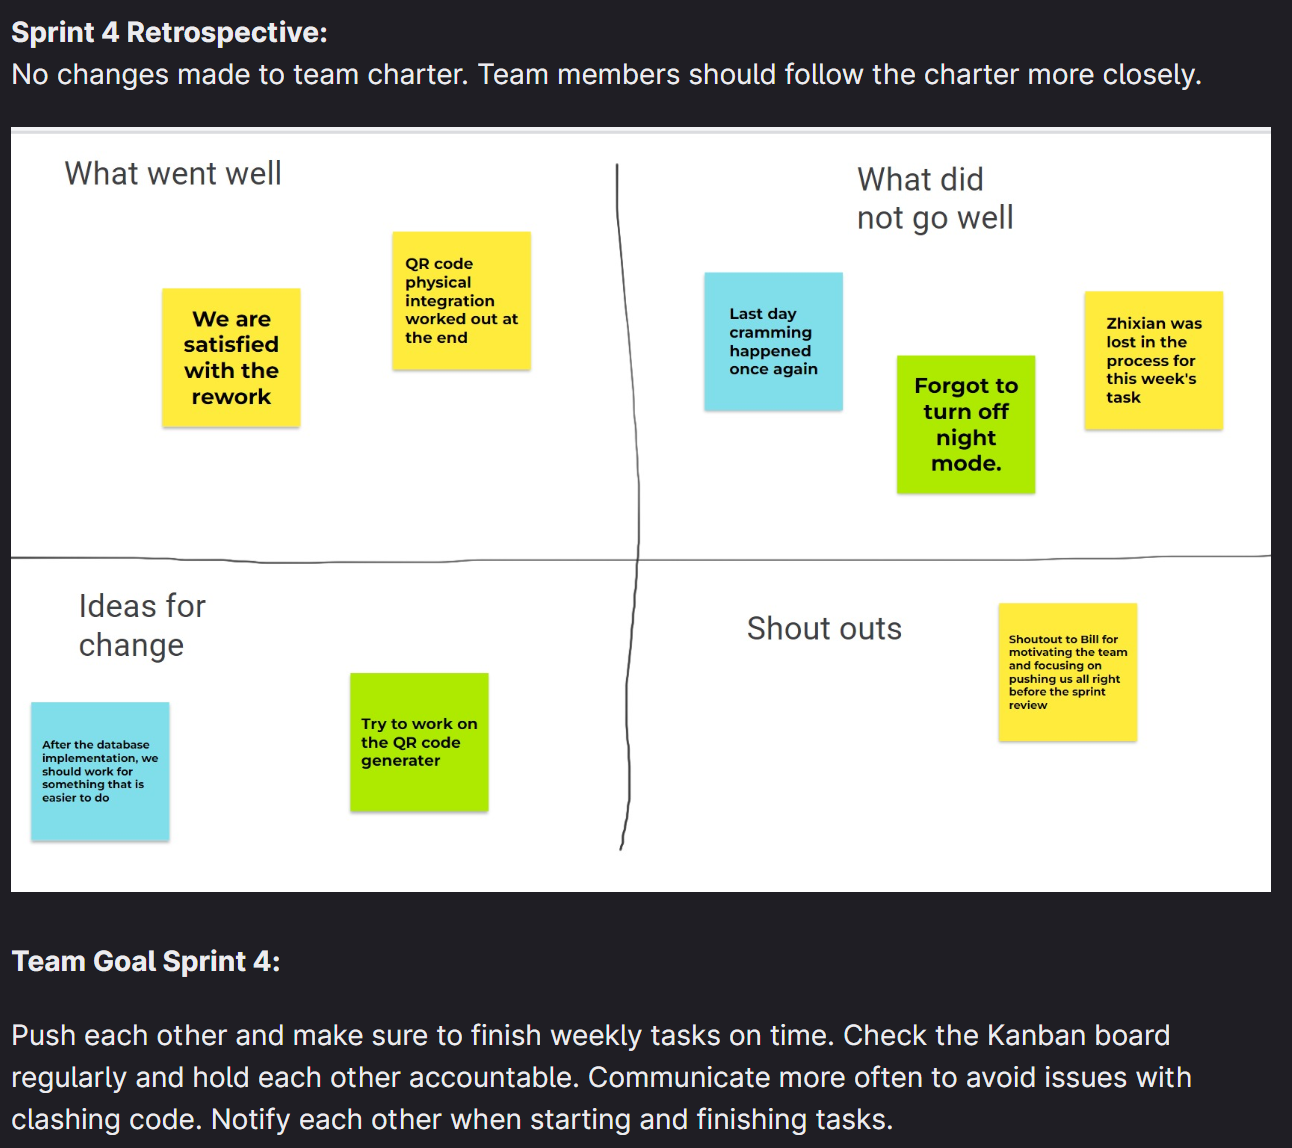 Sprint 4 Retrospective:
No changes made to team charter. Team members should follow the charter more closely.
What went well
We are
satisfied
with the
rework
QR code
physical
integration
worked out at
the end
What did
not go well
Last day
cramming
happened
once again
Forgot to
turn off
night
mode.
Zhixian was
lost in the
process for
this week's
task
Ideas for
change
After the database
implementation, we
should work for
something that is
easier to do
Try to work on
the QR code
generater
Shout outs
Shoutout to Bill for
motivating the team
and focusing on
pushing us all right
before the sprint
review
Team Goal Sprint 4:
Push each other and make sure to finish weekly tasks on time. Check the Kanban board
regularly and hold each other accountable. Communicate more often to avoid issues with
clashing code. Notify each other when starting and finishing tasks.